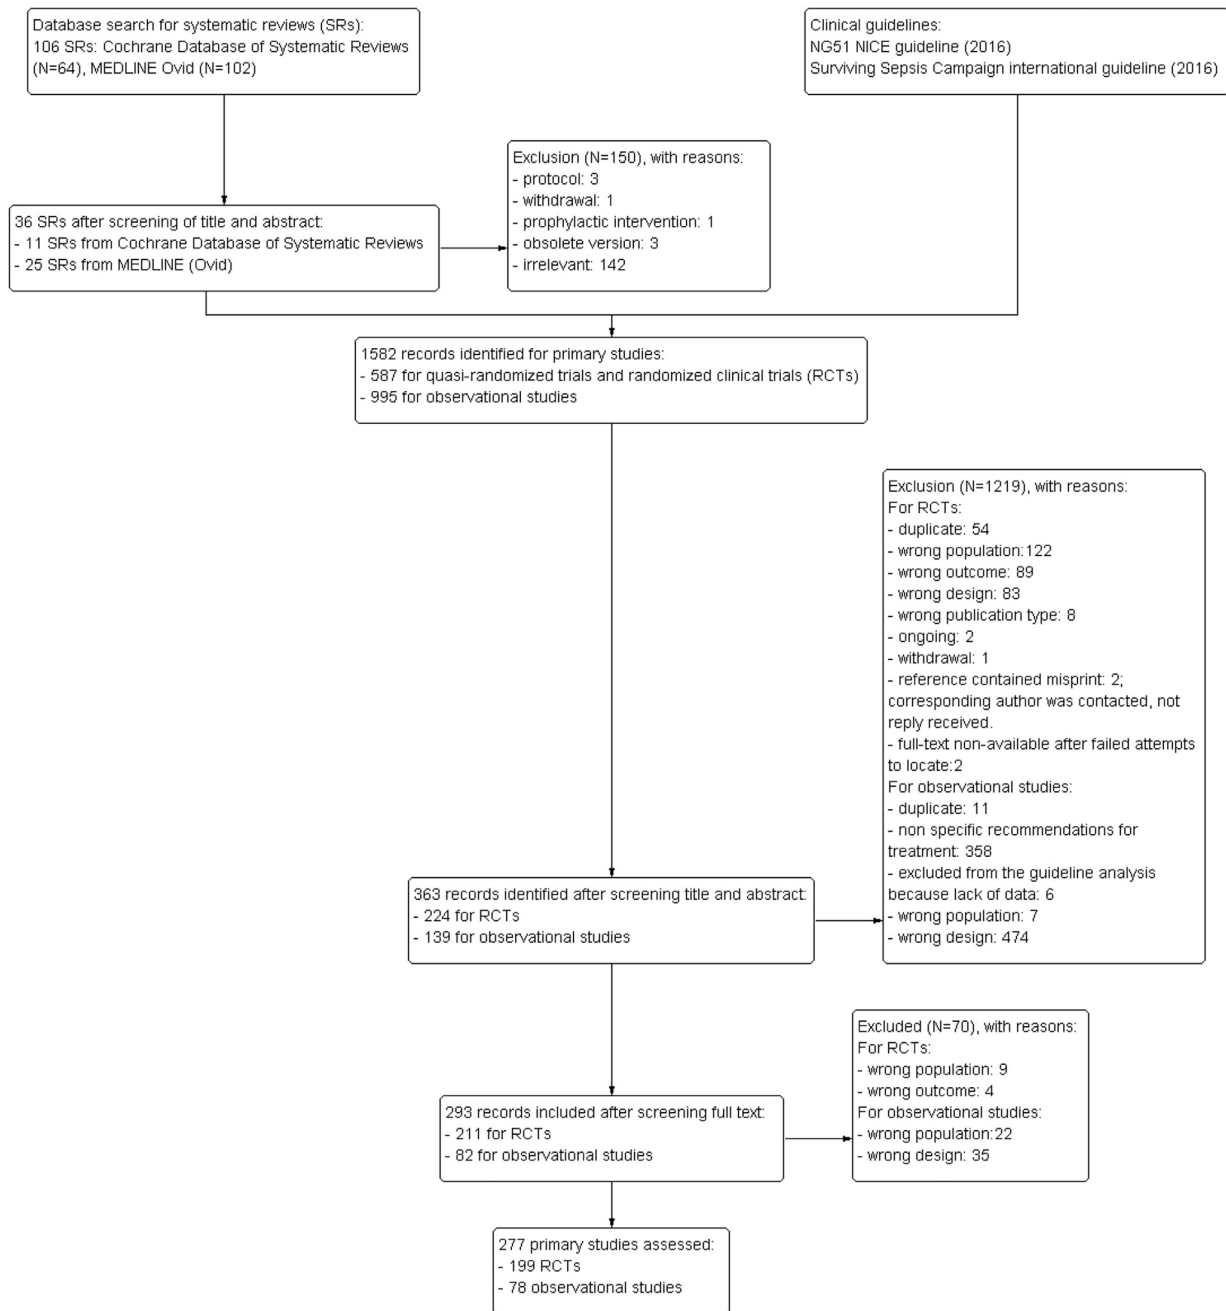 Database search for systematic reviews (SRs):
106 SRs: Cochrane Database of Systematic Reviews
(N=64), MEDLINE Ovid (N=102)
Clinical guidelines:
NG51 NICE guideline (2016)
Surviving Sepsis Campaign international guideline (2016)
Exclusion (N=150), with reasons:
- protocol: 3
- withdrawal: 1
- prophylactic intervention: 1
- obsolete version: 3
- irrelevant: 142
36 SRs after screening of title and abstract:
- 11 SRs from Cochrane Database of Systematic Reviews
- 25 SRs from MEDLINE (Ovid)
1582 records identified for primary studies:
- 587 for quasi-randomized trials and randomized clinical trials (RCTs)
- 995 for observational studies
Exclusion (N=1219), with reasons:
For RCTs:
- duplicate: 54
- wrong population:122
- wrong outcome: 89
- wrong design: 83
- wrong publication type: 8
- ongoing: 2
- withdrawal: 1
- reference contained misprint: 2;
corresponding author was contacted, not
reply received.
- full-text non-available after failed attempts
to locate:2
For observational studies:
- duplicate: 11
- non specific recommendations for
treatment: 358
- excluded from the guideline analysis
because lack of data: 6
- wrong population: 7
- wrong design: 474
363 records identified after screening title and abstract:
- 224 for RCTs
- 139 for observational studies
Excluded (N=70), with reasons:
For RCTs:
- wrong population: 9
- wrong outcome: 4
For observational studies:
- wrong population:22
- wrong design: 35
293 records included after screening full text:
- 211 for RCTs
- 82 for observational studies
277 primary studies assessed:
- 199 RCTs
- 78 observational studies